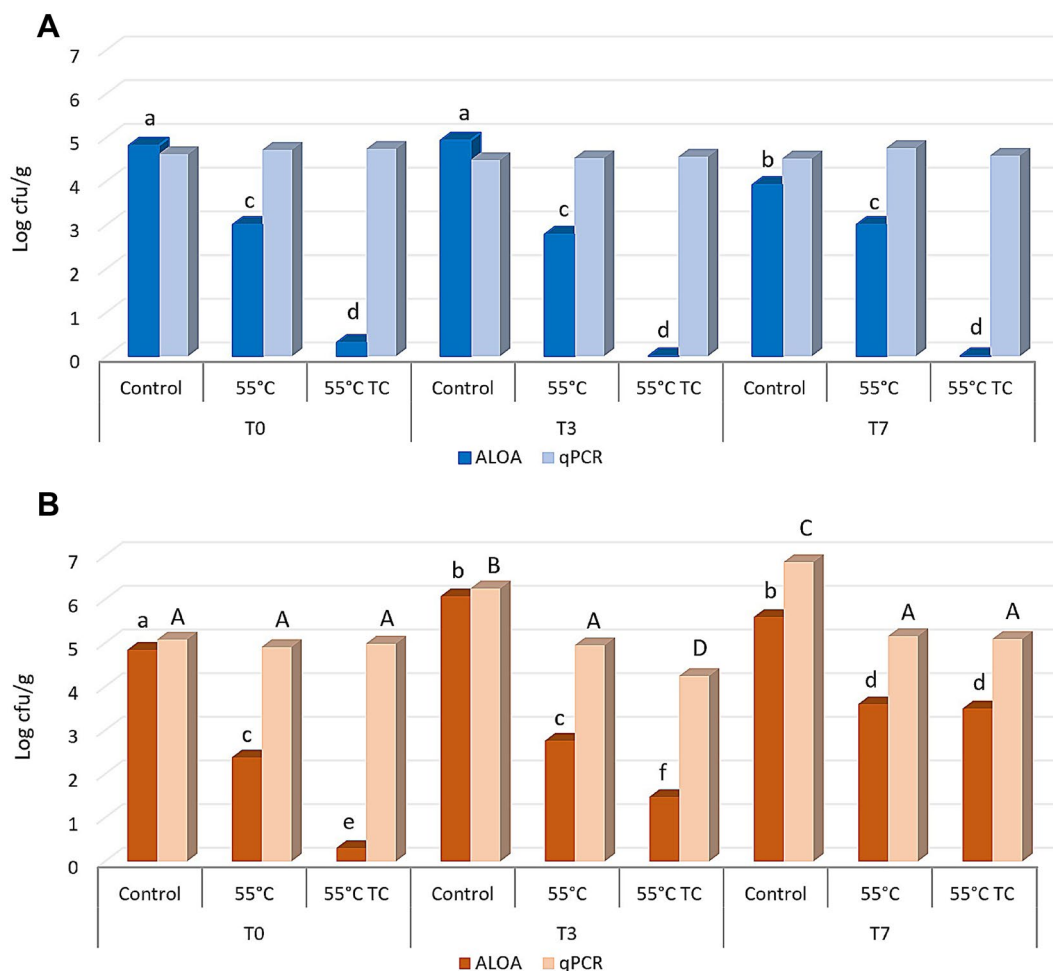 A
7
6
5
4
3
2
1
0
Log cfu/g
a
c
d
a
c
d
b
c
d
Control 55°C 55°C TC Control 55°C 55°C TC Control 55°C 55°C TC
T0 T3 T7
ALOA qPCR
B
7
6
5
4
3
2
1
0
Log cfu/g
a A
c A
e A
b B
c A
f D
b C
d A
d A
Control 55°C 55°C TC Control 55°C 55°C TC Control 55°C 55°C TC
T0 T3 T7
ALOA qPCR